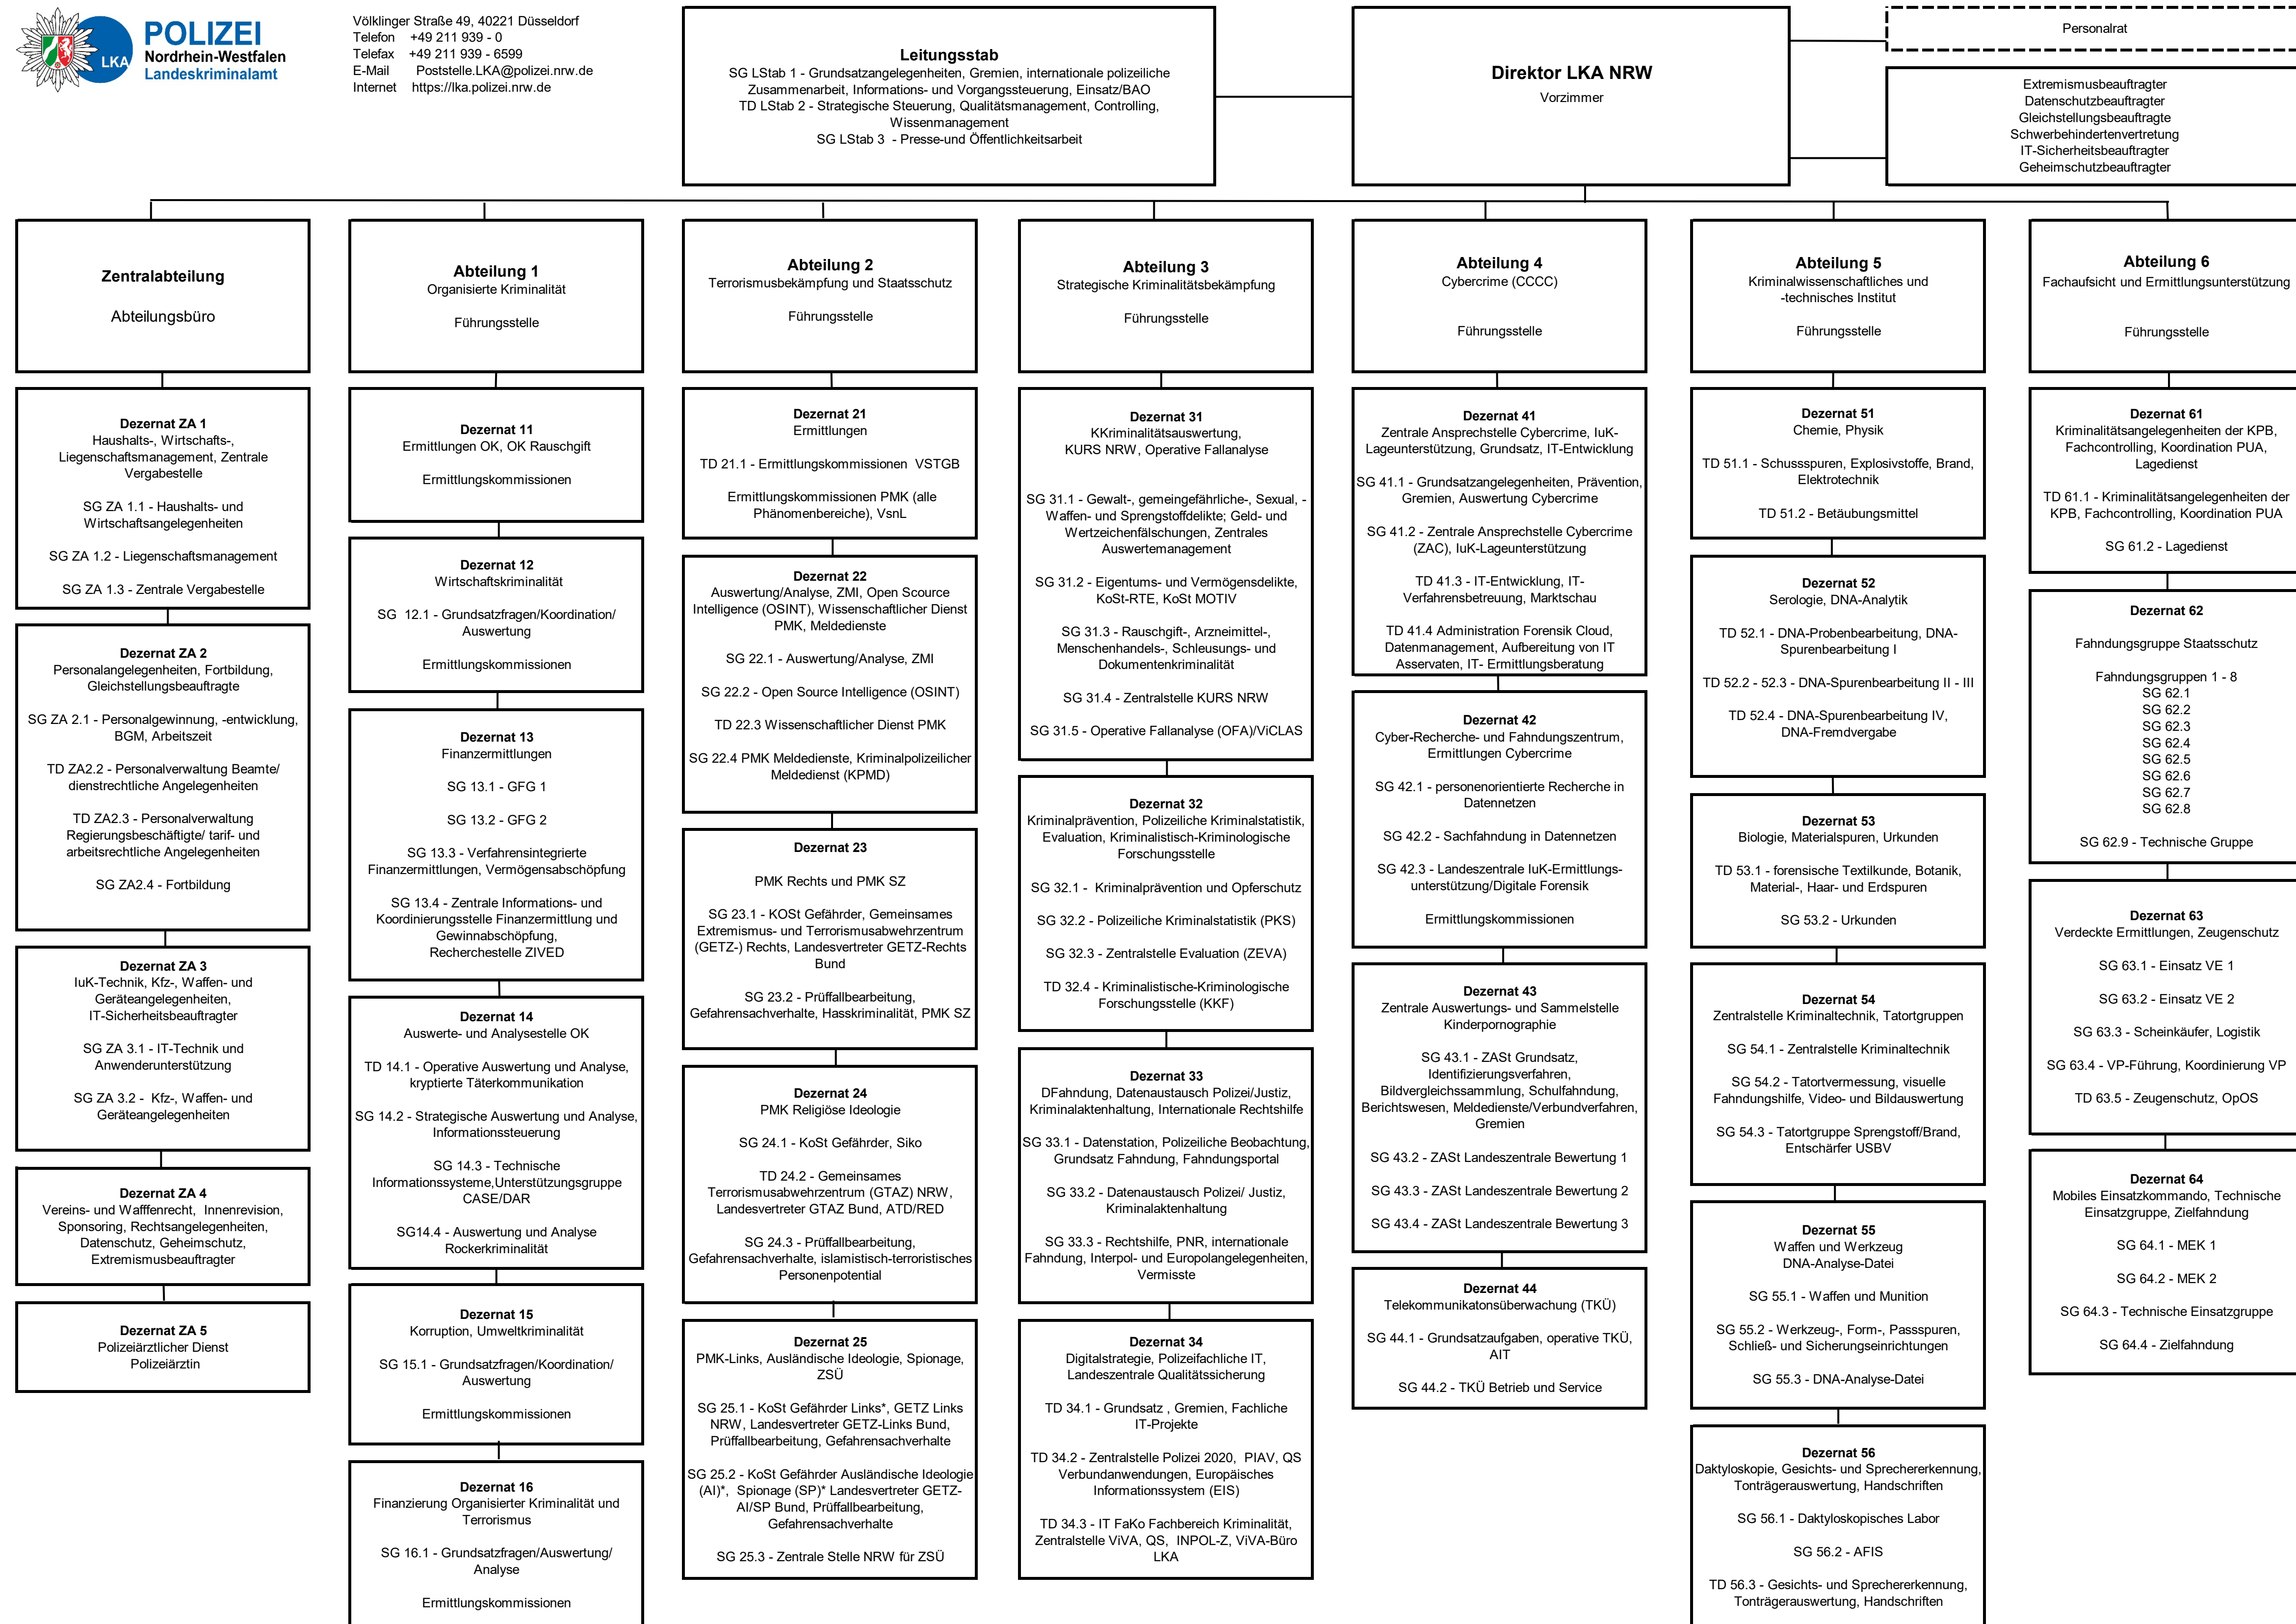 POLIZEI
Nordrhein-Westfalen
Landeskriminalamt
LKA
Völklinger Straße 49, 40221 Düsseldorf
Telefon +49 211 939 - 0
Telefax +49 211 939 - 6599
E-Mail Poststelle.LKA@polizei.nrw.de
Internet https://lka.polizei.nrw.de
Leitungsstab
SG LStab 1 - Grundsatzangelegenheiten, Gremien, internationale polizeiliche
Zusammenarbeit, Informations- und Vorgangssteuerung, Einsatz/BAO
TD LStab 2 - Strategische Steuerung, Qualitätsmanagement, Controlling,
Wissenmanagement
SG LStab 3 - Presse-und Öffentlichkeitsarbeit
Direktor LKA NRW
Vorzimmer
Personalrat
Extremismusbeauftragter
Datenschutzbeauftragter
Gleichstellungsbeauftragte
Schwerbehindertenvertretung
IT-Sicherheitsbeauftragter
Geheimschutzbeauftragter
Zentralabteilung
Abteilungsbüro
Dezernat ZA 1
Haushalts-, Wirtschafts-,
Liegenschaftsmanagement, Zentrale
Vergabestelle
SG ZA 1.1 - Haushalts- und
Wirtschaftsangelegenheiten
SG ZA 1.2 - Liegenschaftsmanagement
SG ZA 1.3 - Zentrale Vergabestelle
Dezernat ZA 2
Personalangelegenheiten, Fortbildung,
Gleichstellungsbeauftragte
SG ZA 2.1 - Personalgewinnung, -entwicklung,
BGM, Arbeitszeit
TD ZA2.2 - Personalverwaltung Beamte/
dienstrechtliche Angelegenheiten
TD ZA2.3 - Personalverwaltung
Regierungsbeschäftigte/ tarif- und
arbeitsrechtliche Angelegenheiten
SG ZA2.4 - Fortbildung
Dezernat ZA 3
IuK-Technik, Kfz-, Waffen- und
Geräteangelegenheiten,
IT-Sicherheitsbeauftragter
SG ZA 3.1 - IT-Technik und
Anwenderunterstützung
SG ZA 3.2 - Kfz-, Waffen- und
Geräteangelegenheiten
Dezernat ZA 4
Vereins- und Wafffenrecht, Innenrevision,
Sponsoring, Rechtsangelegenheiten,
Datenschutz, Geheimschutz,
Extremismusbeauftragter
Dezernat ZA 5
Polizeiärztlicher Dienst
Polizeiärztin
Abteilung 1
Organisierte Kriminalität
Führungsstelle
Dezernat 11
Ermittlungen OK, OK Rauschgift
Ermittlungskommissionen
Dezernat 12
Wirtschaftskriminalität
SG 12.1 - Grundsatzfragen/Koordination/
Auswertung
Ermittlungskommissionen
Dezernat 13
Finanzermittlungen
SG 13.1 - GFG 1
SG 13.2 - GFG 2
SG 13.3 - Verfahrensintegrierte
Finanzermittlungen, Vermögensabschöpfung
SG 13.4 - Zentrale Informations- und
Koordinierungsstelle Finanzermittlung und
Gewinnabschöpfung,
Recherchestelle ZIVED
Dezernat 14
Auswerte- und Analysestelle OK
TD 14.1 - Operative Auswertung und Analyse,
kryptierte Täterkommunikation
SG 14.2 - Strategische Auswertung und Analyse,
Informationssteuerung
SG 14.3 - Technische
Informationssysteme,Unterstützungsgruppe
CASE/DAR
SG14.4 - Auswertung und Analyse
Rockerkriminalität
Dezernat 15
Korruption, Umweltkriminalität
SG 15.1 - Grundsatzfragen/Koordination/
Auswertung
Ermittlungskommissionen
Dezernat 16
Finanzierung Organisierter Kriminalität und
Terrorismus
SG 16.1 - Grundsatzfragen/Auswertung/
Analyse
Ermittlungskommissionen
Abteilung 2
Terrorismusbekämpfung und Staatsschutz
Führungsstelle
Dezernat 21
Ermittlungen
TD 21.1 - Ermittlungskommissionen VSTGB
Ermittlungskommissionen PMK (alle
Phänomenbereiche), VsnL
Dezernat 22
Auswertung/Analyse, ZMI, Open Scource
Intelligence (OSINT), Wissenschaftlicher Dienst
PMK, Meldedienste
SG 22.1 - Auswertung/Analyse, ZMI
SG 22.2 - Open Source Intelligence (OSINT)
TD 22.3 Wissenschaftlicher Dienst PMK
SG 22.4 PMK Meldedienste, Kriminalpolizeilicher
Meldedienst (KPMD)
Dezernat 23
PMK Rechts und PMK SZ
SG 23.1 - KOSt Gefährder, Gemeinsames
Extremismus- und Terrorismusabwehrzentrum
(GETZ-) Rechts, Landesvertreter GETZ-Rechts
Bund
SG 23.2 - Prüffallbearbeitung,
Gefahrensachverhalte, Hasskriminalität, PMK SZ
Dezernat 24
PMK Religiöse Ideologie
SG 24.1 - KoSt Gefährder, Siko
TD 24.2 - Gemeinsames
Terrorismusabwehrzentrum (GTAZ) NRW,
Landesvertreter GTAZ Bund, ATD/RED
SG 24.3 - Prüffallbearbeitung,
Gefahrensachverhalte, islamistisch-terroristisches
Personenpotential
Dezernat 25
PMK-Links, Ausländische Ideologie, Spionage,
ZSÜ
SG 25.1 - KoSt Gefährder Links*, GETZ Links
NRW, Landesvertreter GETZ-Links Bund,
Prüffallbearbeitung, Gefahrensachverhalte
SG 25.2 - KoSt Gefährder Ausländische Ideologie
(AI)*, Spionage (SP)* Landesvertreter GETZ-
AI/SP Bund, Prüffallbearbeitung,
Gefahrensachverhalte
SG 25.3 - Zentrale Stelle NRW für ZSÜ
Abteilung 3
Strategische Kriminalitätsbekämpfung
Führungsstelle
Dezernat 31
KKriminalitätsauswertung,
KURS NRW, Operative Fallanalyse
SG 31.1 - Gewalt-, gemeingefährliche-, Sexual, -
Waffen- und Sprengstoffdelikte; Geld- und
Wertzeichenfälschungen, Zentrales
Auswertemanagement
SG 31.2 - Eigentums- und Vermögensdelikte,
KoSt-RTE, KoSt MOTIV
SG 31.3 - Rauschgift-, Arzneimittel-,
Menschenhandels-, Schleusungs- und
Dokumentenkriminalität
SG 31.4 - Zentralstelle KURS NRW
SG 31.5 - Operative Fallanalyse (OFA)/ViCLAS
Dezernat 32
Kriminalprävention, Polizeiliche Kriminalstatistik,
Evaluation, Kriminalistisch-Kriminologische
Forschungsstelle
SG 32.1 - Kriminalprävention und Opferschutz
SG 32.2 - Polizeiliche Kriminalstatistik (PKS)
SG 32.3 - Zentralstelle Evaluation (ZEVA)
TD 32.4 - Kriminalistische-Kriminologische
Forschungsstelle (KKF)
Dezernat 33
DFahndung, Datenaustausch Polizei/Justiz,
Kriminalaktenhaltung, Internationale Rechtshilfe
SG 33.1 - Datenstation, Polizeiliche Beobachtung,
Grundsatz Fahndung, Fahndungsportal
SG 33.2 - Datenaustausch Polizei/ Justiz,
Kriminalaktenhaltung
SG 33.3 - Rechtshilfe, PNR, internationale
Fahndung, Interpol- und Europolangelegenheiten,
Vermisste
Dezernat 34
Digitalstrategie, Polizeifachliche IT,
Landeszentrale Qualitätssicherung
TD 34.1 - Grundsatz , Gremien, Fachliche
IT-Projekte
TD 34.2 - Zentralstelle Polizei 2020, PIAV, QS
Verbundanwendungen, Europäisches
Informationssystem (EIS)
TD 34.3 - IT FaKo Fachbereich Kriminalität,
Zentralstelle ViVA, QS, INPOL-Z, ViVA-Büro
LKA
Abteilung 4
Cybercrime (CCCC)
Führungsstelle
Dezernat 41
Zentrale Ansprechstelle Cybercrime, IuK-
Lageunterstützung, Grundsatz, IT-Entwicklung
SG 41.1 - Grundsatzangelegenheiten, Prävention,
Gremien, Auswertung Cybercrime
SG 41.2 - Zentrale Ansprechstelle Cybercrime
(ZAC), IuK-Lageunterstützung
TD 41.3 - IT-Entwicklung, IT-
Verfahrensbetreuung, Marktschau
TD 41.4 Administration Forensik Cloud,
Datenmanagement, Aufbereitung von IT
Asservaten, IT- Ermittlungsberatung
Dezernat 42
Cyber-Recherche- und Fahndungszentrum,
Ermittlungen Cybercrime
SG 42.1 - personenorientierte Recherche in
Datennetzen
SG 42.2 - Sachfahndung in Datennetzen
SG 42.3 - Landeszentrale IuK-Ermittlungs-
unterstützung/Digitale Forensik
Ermittlungskommissionen
Dezernat 43
Zentrale Auswertungs- und Sammelstelle
Kinderpornographie
SG 43.1 - ZASt Grundsatz,
Identifizierungsverfahren,
Bildvergleichssammlung, Schulfahndung,
Berichtswesen, Meldedienste/Verbundverfahren,
Gremien
SG 43.2 - ZASt Landeszentrale Bewertung 1
SG 43.3 - ZASt Landeszentrale Bewertung 2
SG 43.4 - ZASt Landeszentrale Bewertung 3
Dezernat 44
Telekommunikatonsüberwachung (TKÜ)
SG 44.1 - Grundsatzaufgaben, operative TKÜ,
AIT
SG 44.2 - TKÜ Betrieb und Service
Abteilung 5
Kriminalwissenschaftliches und
-technisches Institut
Führungsstelle
Dezernat 51
Chemie, Physik
TD 51.1 - Schussspuren, Explosivstoffe, Brand,
Elektrotechnik
TD 51.2 - Betäubungsmittel
Dezernat 52
Serologie, DNA-Analytik
TD 52.1 - DNA-Probenbearbeitung, DNA-
Spurenbearbeitung I
TD 52.2 - 52.3 - DNA-Spurenbearbeitung II - III
TD 52.4 - DNA-Spurenbearbeitung IV,
DNA-Fremdvergabe
Dezernat 53
Biologie, Materialspuren, Urkunden
TD 53.1 - forensische Textilkunde, Botanik,
Material-, Haar- und Erdspuren
SG 53.2 - Urkunden
Dezernat 54
Zentralstelle Kriminaltechnik, Tatortgruppen
SG 54.1 - Zentralstelle Kriminaltechnik
SG 54.2 - Tatortvermessung, visuelle
Fahndungshilfe, Video- und Bildauswertung
SG 54.3 - Tatortgruppe Sprengstoff/Brand,
Entschärfer USBV
Dezernat 55
Waffen und Werkzeug
DNA-Analyse-Datei
SG 55.1 - Waffen und Munition
SG 55.2 - Werkzeug-, Form-, Passspuren,
Schließ- und Sicherungseinrichtungen
SG 55.3 - DNA-Analyse-Datei
Dezernat 56
Daktyloskopie, Gesichts- und Sprechererkennung,
Tonträgerauswertung, Handschriften
SG 56.1 - Daktyloskopisches Labor
SG 56.2 - AFIS
TD 56.3 - Gesichts- und Sprechererkennung,
Tonträgerauswertung, Handschriften
Abteilung 6
Fachaufsicht und Ermittlungsunterstützung
Führungsstelle
Dezernat 61
Kriminalitätsangelegenheiten der KPB,
Fachcontrolling, Koordination PUA,
Lagedienst
TD 61.1 - Kriminalitätsangelegenheiten der
KPB, Fachcontrolling, Koordination PUA
SG 61.2 - Lagedienst
Dezernat 62
Fahndungsgruppe Staatsschutz
Fahndungsgruppen 1 - 8
SG 62.1
SG 62.2
SG 62.3
SG 62.4
SG 62.5
SG 62.6
SG 62.7
SG 62.8
SG 62.9 - Technische Gruppe
Dezernat 63
Verdeckte Ermittlungen, Zeugenschutz
SG 63.1 - Einsatz VE 1
SG 63.2 - Einsatz VE 2
SG 63.3 - Scheinkäufer, Logistik
SG 63.4 - VP-Führung, Koordinierung VP
TD 63.5 - Zeugenschutz, OpOS
Dezernat 64
Mobiles Einsatzkommando, Technische
Einsatzgruppe, Zielfahndung
SG 64.1 - MEK 1
SG 64.2 - MEK 2
SG 64.3 - Technische Einsatzgruppe
SG 64.4 - Zielfahndung